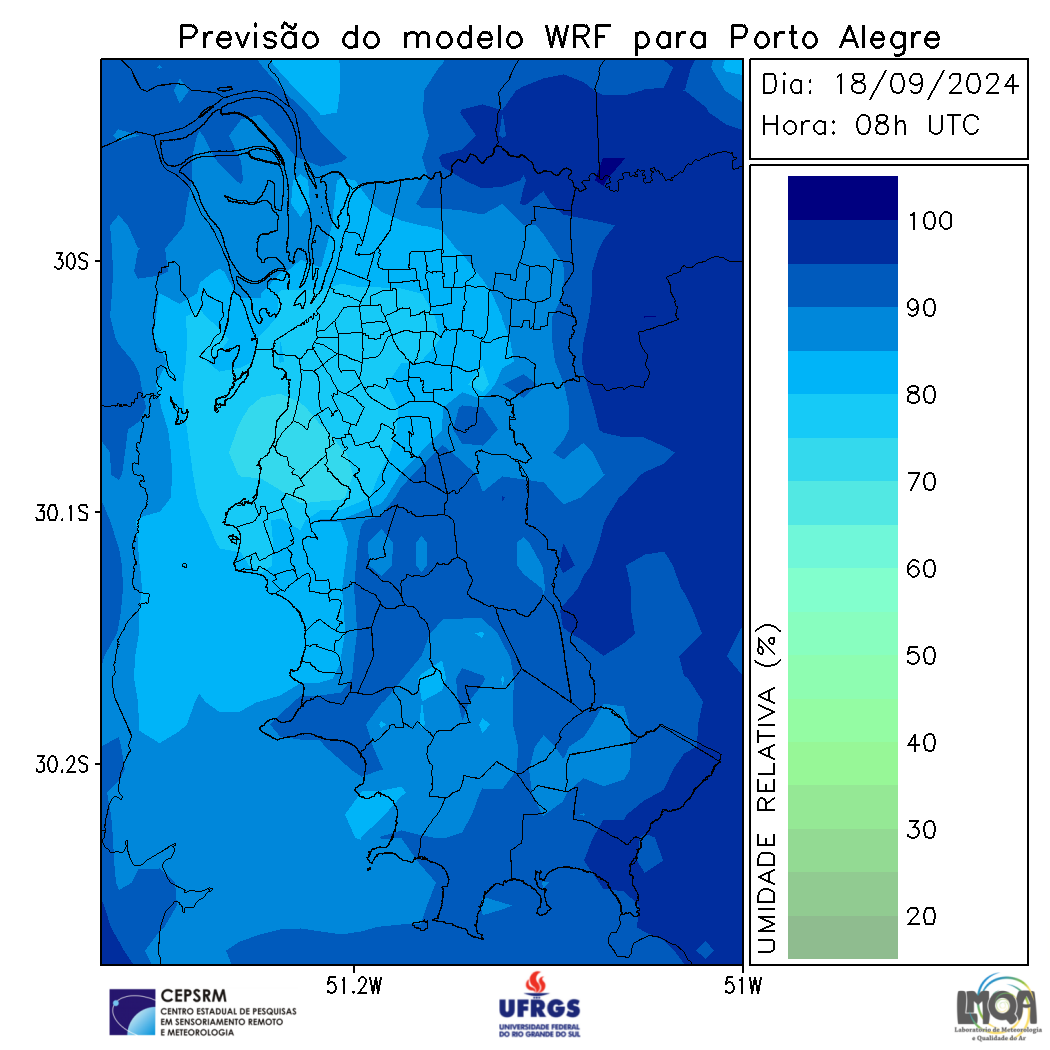 Previsão do modelo WRF para Porto Alegre
Dia: 18/09/2024
Hora: 08h UTC
100
90
80
70
60
50
40
30
20
UMIDADE RELATIVA (%)
30S
30.1S
30.2S
51.2W
51W
CEPSRM
CENTRO ESTADUAL DE PESQUISAS
EM SENSORIAMENTO REMOTO
E METEOROLOGIA
UFRGS
UNIVERSIDADE FEDERAL
DO RIO GRANDE DO SUL
LMQA
Laboratório de Meteorologia
e Qualidade do Ar